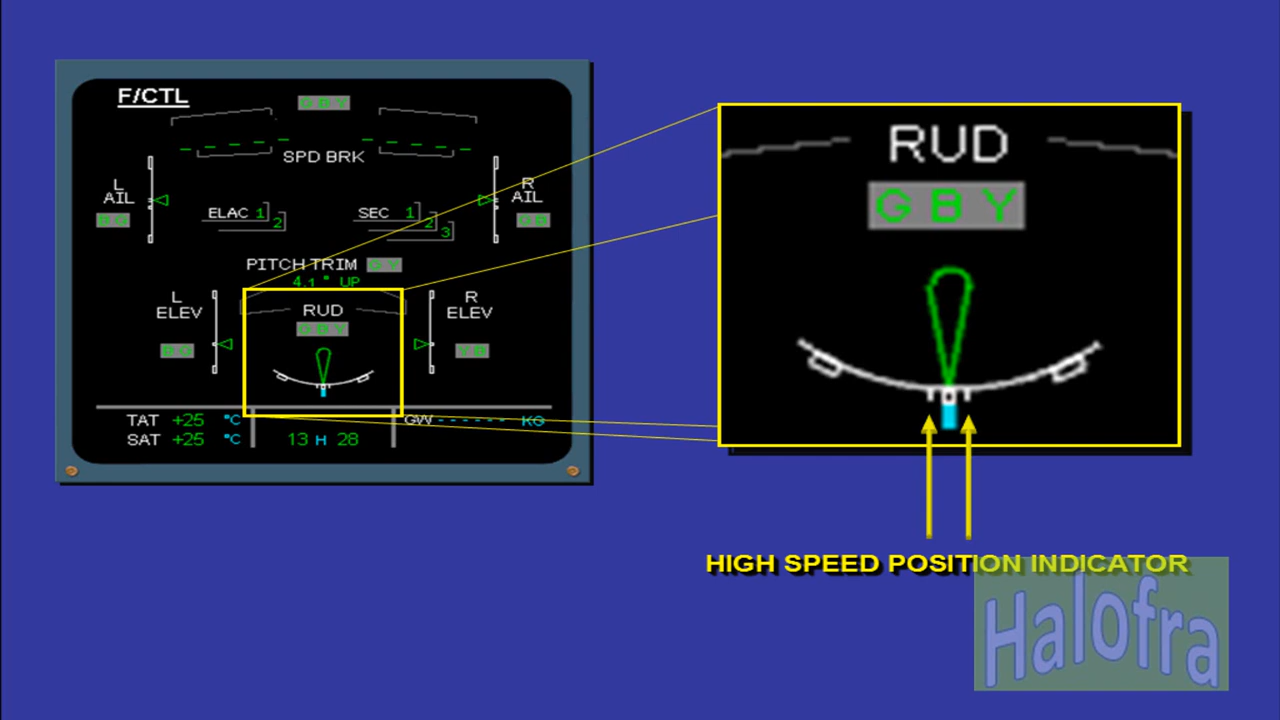 F/CTL
G B Y
SPD BRK
L
AIL
B G
R
AIL
G B
ELAC 1
2
SEC 1
2
3
PITCH TRIM G Y
4.1° UP
L
ELEV
B G
RUD
G B Y
R
ELEV
Y B
TAT +25 °C
SAT +25 °C
13 H 28
GW ------ KG
RUD
G B Y
HIGH SPEED POSITION INDICATOR
Halofra